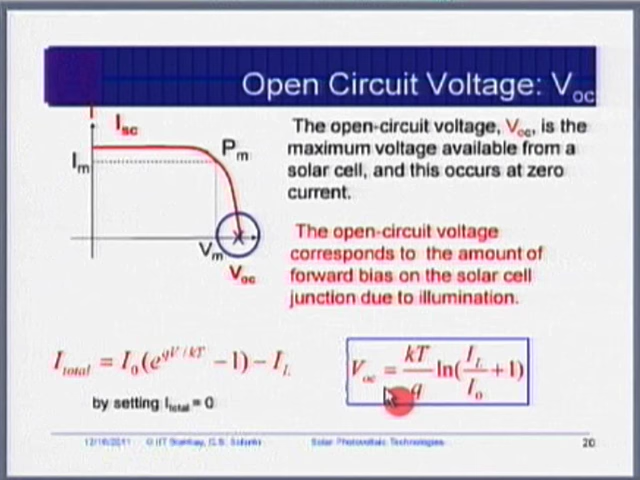 Open Circuit Voltage: Voc
I
Isc
Im
Pm
Vm
Voc
The open-circuit voltage, Voc, is the
maximum voltage available from a
solar cell, and this occurs at zero
current.
The open-circuit voltage
corresponds to the amount of
forward bias on the solar cell
junction due to illumination.
Itotal = I0(e^qV/kT − 1) − IL
by setting Itotal = 0
Voc = kT/q ln(IL/I0 + 1)
© IIT Bombay, Solar Photovoltaic Technologies 20